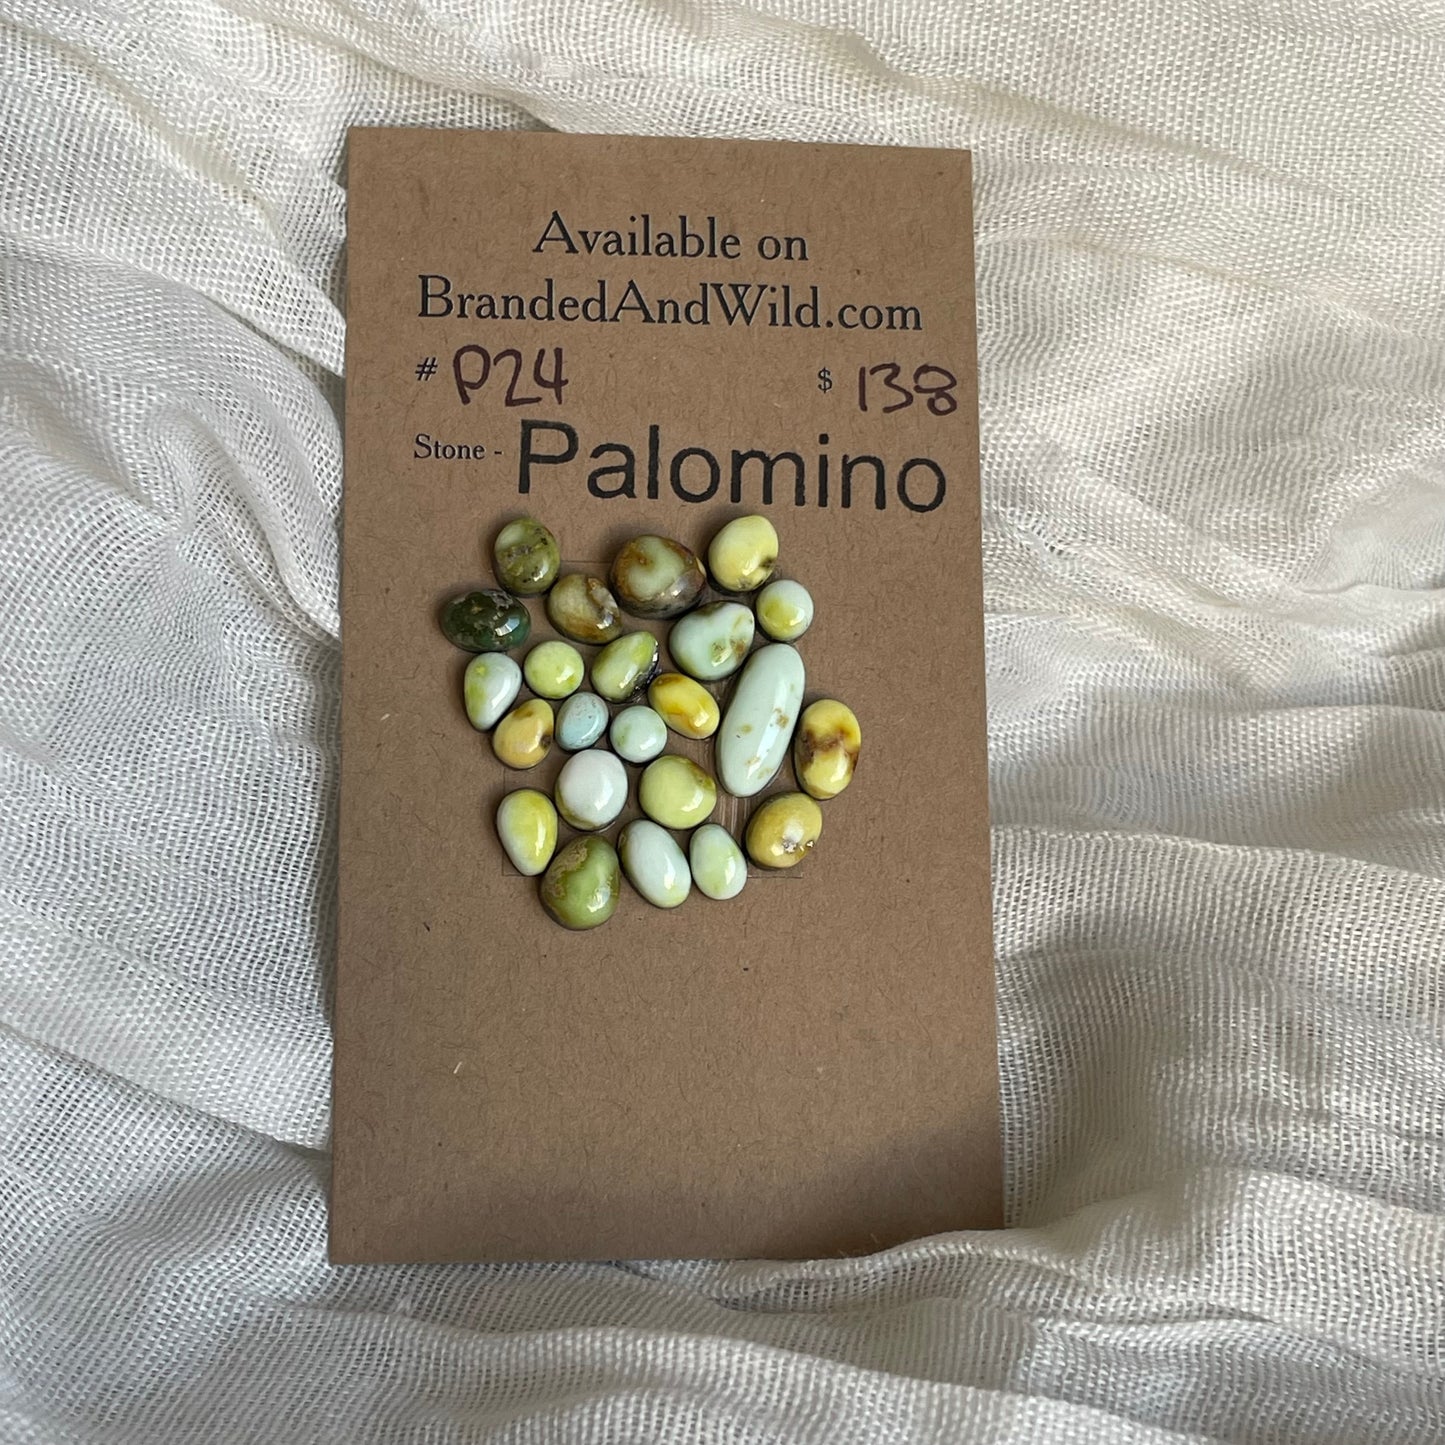 Available on
BrandedAndWild.com
# P24 $ 138
Stone - Palomino